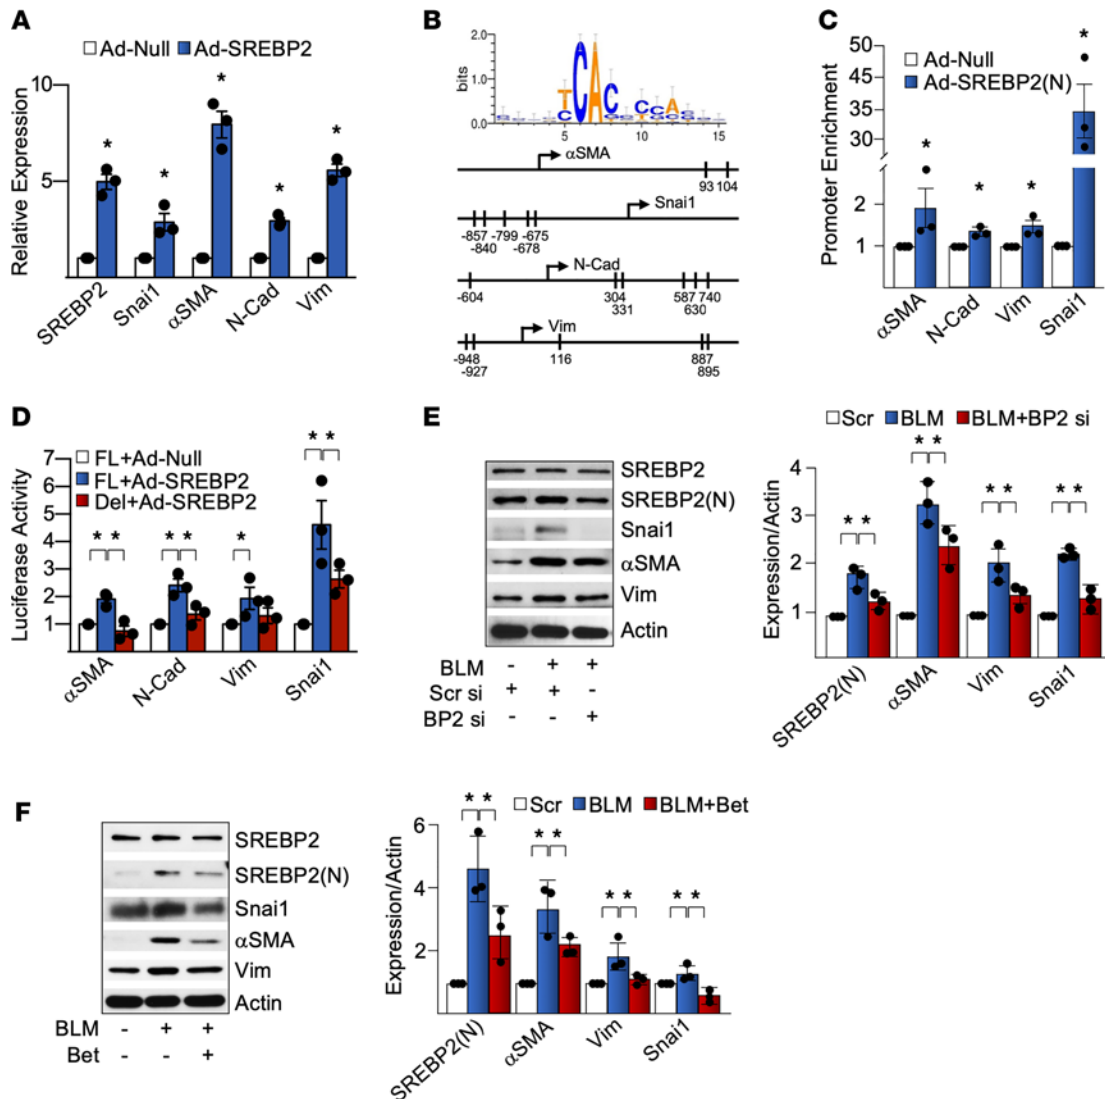 A
Ad-Null Ad-SREBP2
Relative Expression
10
5
* * * * *
SREBP2 Snai1 αSMA N-Cad Vim
B
bits
2.0
1.0
0.0
TCAC
C
5 10 15
αSMA
93 104
Snai1
-857 -799 -675
-840 -678
N-Cad
-604 304 587 740
331 630
Vim
-948 116 887
-927 895
C
Ad-Null
Ad-SREBP2(N)
Promoter Enrichment
50
45
35
30
2
1
* * * *
αSMA N-Cad Vim Snai1
D
FL+Ad-Null
FL+Ad-SREBP2
Del+Ad-SREBP2
Luciferase Activity
7
6
5
4
3
2
1
* * * * * * *
αSMA N-Cad Vim Snai1
E
SREBP2
SREBP2(N)
Snai1
αSMA
Vim
Actin
BLM - + +
Scr si + + -
BP2 si - - +
Scr BLM BLM+BP2 si
Expression/Actin
4
3
2
1
* * * * * * * *
SREBP2(N) αSMA Vim Snai1
F
SREBP2
SREBP2(N)
Snai1
αSMA
Vim
Actin
BLM - + +
Bet - - +
Scr BLM BLM+Bet
Expression/Actin
6
4
2
* * * * * * * *
SREBP2(N) αSMA Vim Snai1